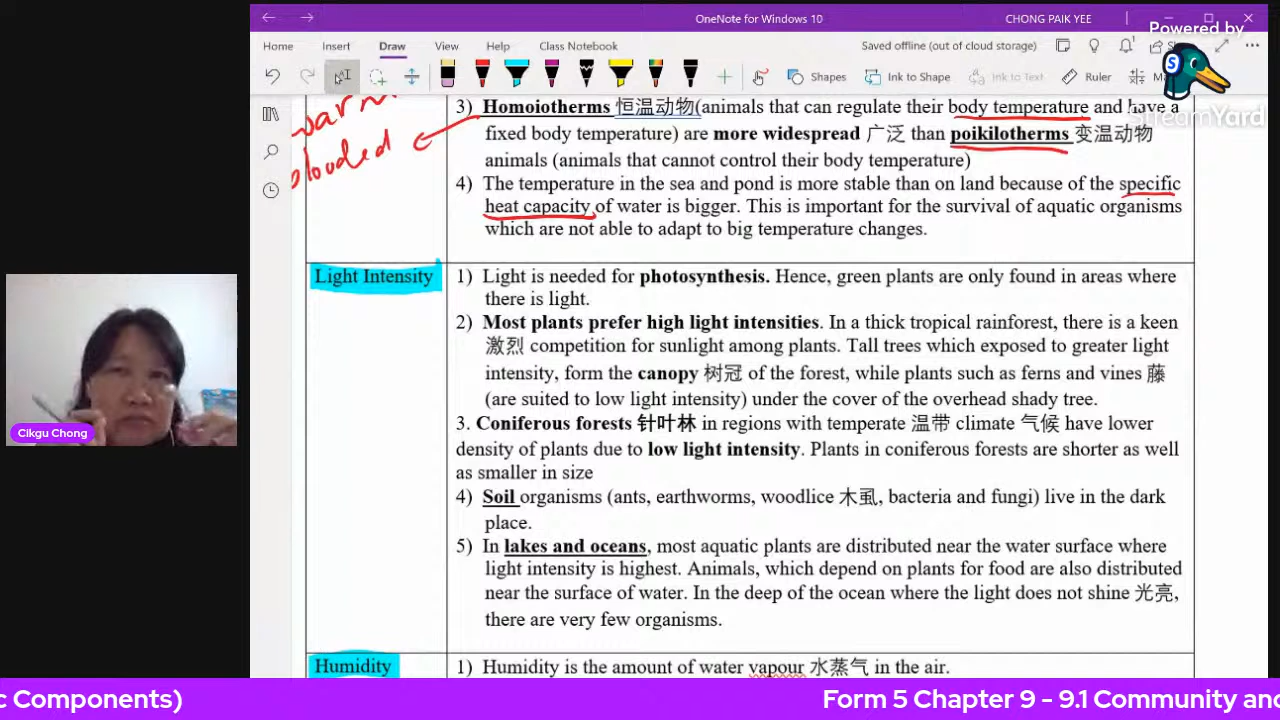 OneNote for Windows 10
CHONG PAIK YEE
Powered by
Home Insert Draw View Help Class Notebook
Saved offline (out of cloud storage)
Shapes Ink to Shape Ink to Text Ruler
StreamYard
warm
blooded
3) Homoiotherms 恒温动物(animals that can regulate their body temperature and have a
fixed body temperature) are more widespread 广泛 than poikilotherms 变温动物
animals (animals that cannot control their body temperature)
4) The temperature in the sea and pond is more stable than on land because of the specific
heat capacity of water is bigger. This is important for the survival of aquatic organisms
which are not able to adapt to big temperature changes.
Light Intensity
1) Light is needed for photosynthesis. Hence, green plants are only found in areas where
there is light.
2) Most plants prefer high light intensities. In a thick tropical rainforest, there is a keen
激烈 competition for sunlight among plants. Tall trees which exposed to greater light
intensity, form the canopy 树冠 of the forest, while plants such as ferns and vines 藤
(are suited to low light intensity) under the cover of the overhead shady tree.
3. Coniferous forests 针叶林 in regions with temperate 温带 climate 气候 have lower
density of plants due to low light intensity. Plants in coniferous forests are shorter as well
as smaller in size
4) Soil organisms (ants, earthworms, woodlice 木虱, bacteria and fungi) live in the dark
place.
5) In lakes and oceans, most aquatic plants are distributed near the water surface where
light intensity is highest. Animals, which depend on plants for food are also distributed
near the surface of water. In the deep of the ocean where the light does not shine 光亮,
there are very few organisms.
Humidity
1) Humidity is the amount of water vapour 水蒸气 in the air.
Cikgu Chong
c Components)
Form 5 Chapter 9 - 9.1 Community and